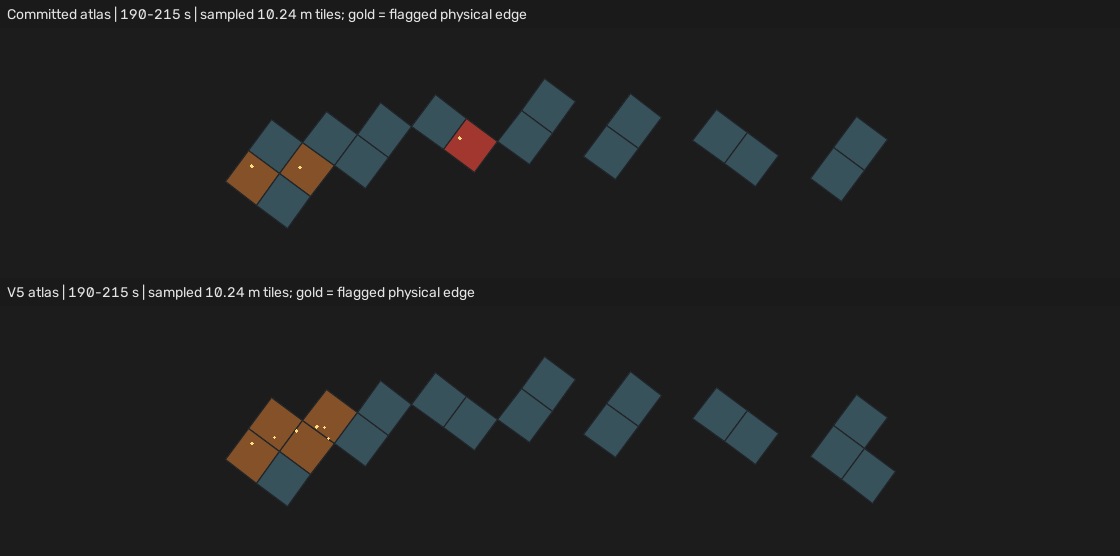 Committed atlas | 190-215 s | sampled 10.24 m tiles; gold = flagged physical edge
V5 atlas | 190-215 s | sampled 10.24 m tiles; gold = flagged physical edge